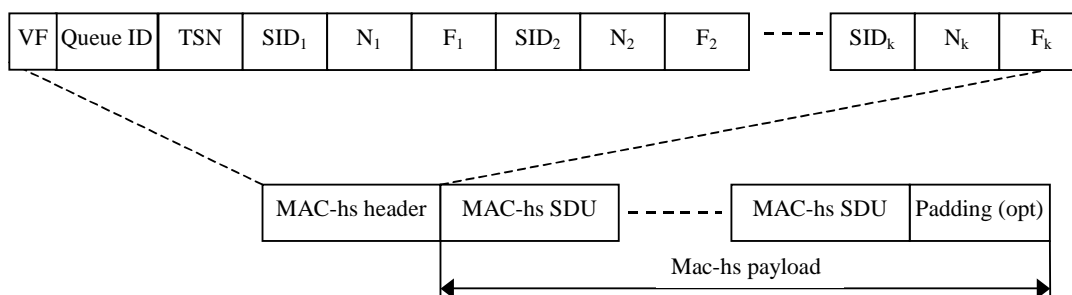 VF Queue ID TSN SID₁ N₁ F₁ SID₂ N₂ F₂ SIDₖ Nₖ Fₖ
MAC-hs header MAC-hs SDU MAC-hs SDU Padding (opt)
Mac-hs payload